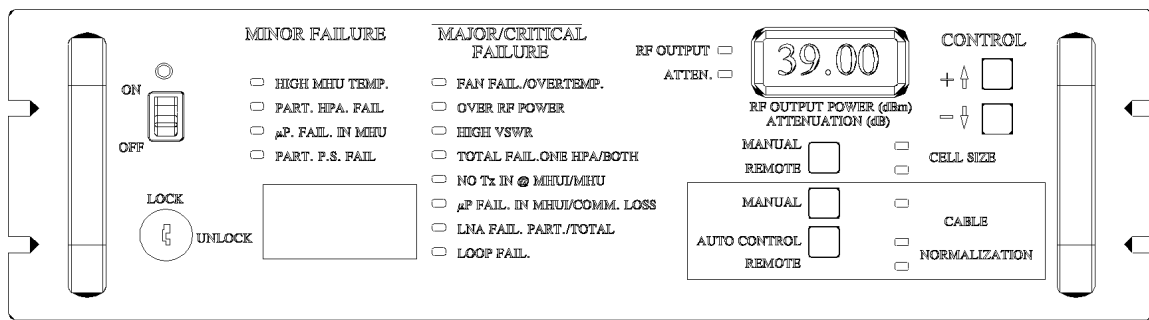 MINOR FAILURE
MAJOR/CRITICAL
FAILURE
ON
OFF
LOCK
UNLOCK
HIGH MHU TEMP.
PART. HPA. FAIL
µP. FAIL. IN MHU
PART. P.S. FAIL
FAN FAIL./OVERTEMP.
OVER RF POWER
HIGH VSWR
TOTAL FAIL.ONE HPA/BOTH
NO Tx IN @ MHUI/MHU
µP FAIL. IN MHUI/COMM. LOSS
LNA FAIL. PART./TOTAL
LOOP FAIL.
RF OUTPUT
ATTEN.
39.00
RF OUTPUT POWER (dBm)
ATTENUATION (dB)
CONTROL
+
-
MANUAL
REMOTE
CELL SIZE
MANUAL
AUTO CONTROL
REMOTE
CABLE
NORMALIZATION